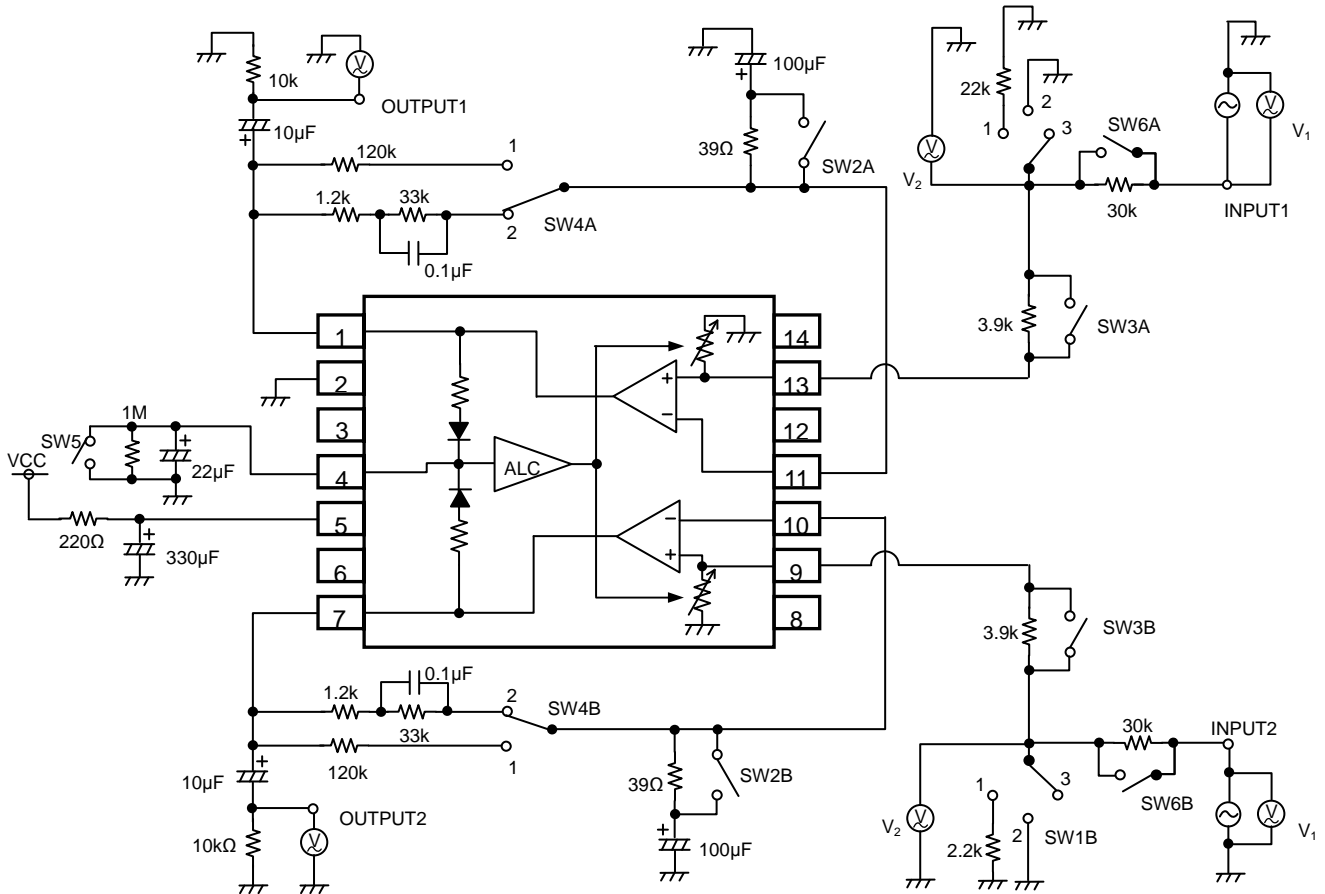 10k
V
OUTPUT1
10µF
+
120k
1
1.2k
33k
2
SW4A
0.1µF
100µF
+
39Ω
SW2A
V
V₂
22k
1
2
3
SW6A
30k
V
V₁
INPUT1
3.9k
SW3A
1
2
3
4
5
6
7
14
13
12
11
10
9
8
+
−
ALC
−
+
1M
SW5
+
22µF
VCC
220Ω
+
330µF
0.1µF
1.2k
33k
2
SW4B
120k
1
10µF
+
OUTPUT2
10kΩ
V
39Ω
SW2B
+
100µF
3.9k
SW3B
30k
INPUT2
SW6B
V₂
V
1
2.2k
2
3
SW1B
V
V₁